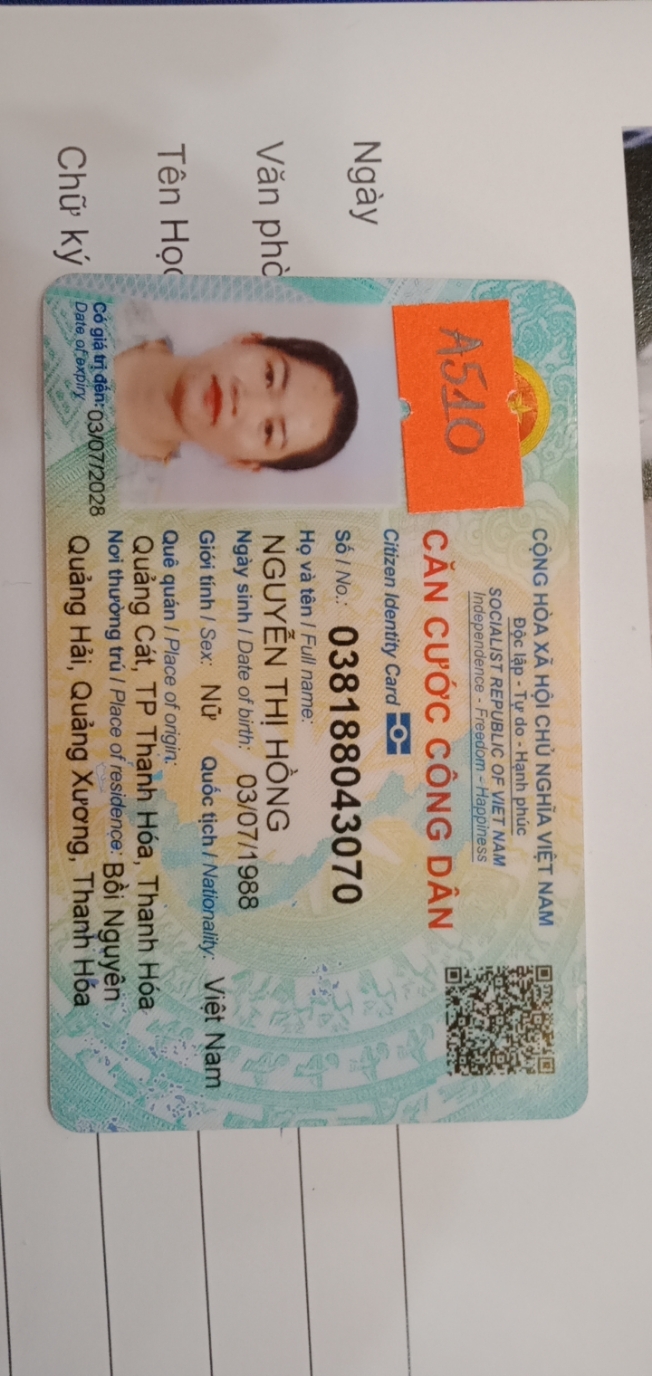 Ngày
Văn phò
Tên Họ
Chữ ký
A510
CỘNG HÒA XÃ HỘI CHỦ NGHĨA VIỆT NAM
Độc lập - Tự do - Hạnh phúc
SOCIALIST REPUBLIC OF VIET NAM
Independence - Freedom - Happiness
CĂN CƯỚC CÔNG DÂN
Citizen Identity Card
Số / No.: 038188043070
Họ và tên / Full name:
NGUYỄN THỊ HỒNG
Ngày sinh / Date of birth: 03/07/1988
Giới tính / Sex: Nữ Quốc tịch / Nationality: Việt Nam
Quê quán / Place of origin:
Quảng Cát, TP Thanh Hóa, Thanh Hóa
Nơi thường trú / Place of residence: Bồi Nguyên
Quảng Hải, Quảng Xương, Thanh Hóa
Có giá trị đến: 03/07/2028
Date of expiry